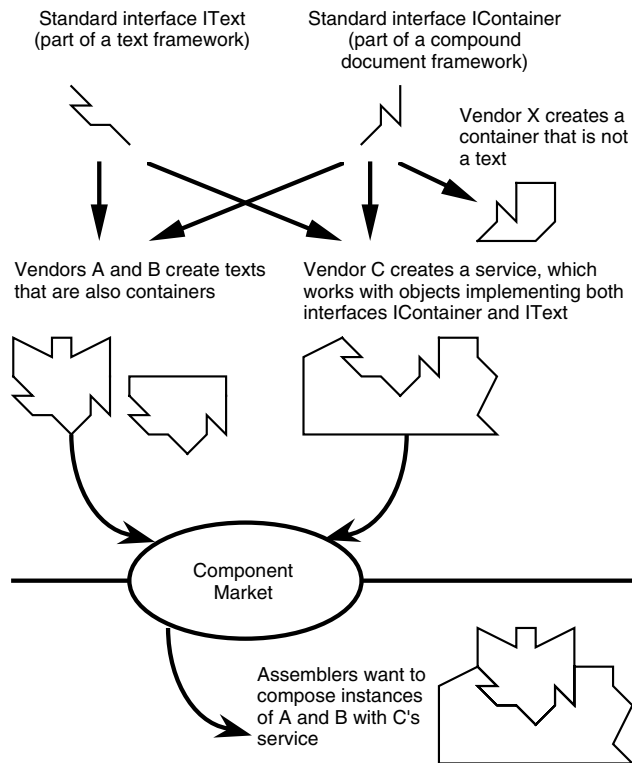 Standard interface IText
(part of a text framework)
Standard interface IContainer
(part of a compound
document framework)
Vendor X creates a
container that is not
a text
Vendors A and B create texts
that are also containers
Vendor C creates a service, which
works with objects implementing both
interfaces IContainer and IText
Component
Market
Assemblers want to
compose instances
of A and B with C's
service